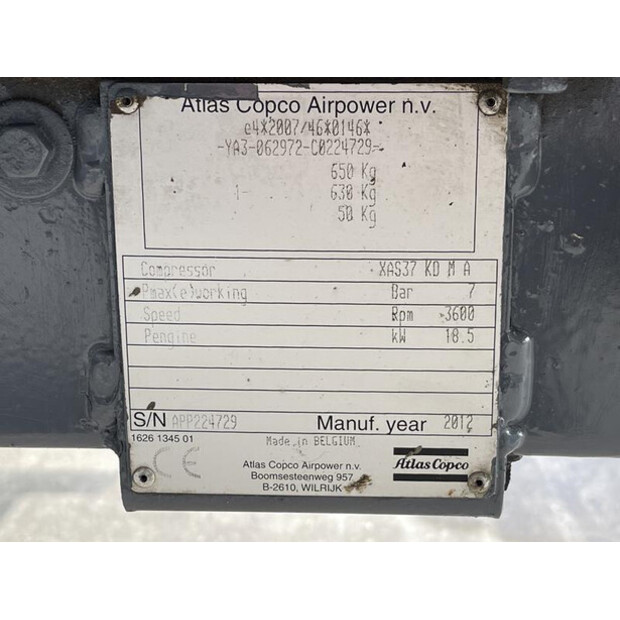 Atlas Copco Airpower n.v.
e4*2007/46*0146*
-YA3-062972-C0224729-
650 Kg
1- 630 Kg
50 Kg
Compressor XAS37 KD M A
Pmax(e)working Bar 7
Speed Rpm 3600
Pengine kW 18.5
S/N APP224729 Manuf. year 2012
1626 1345 01 Made in BELGIUM
CE
Atlas Copco Airpower n.v.
Boomsesteenweg 957
B-2610, WILRIJK
Atlas Copco